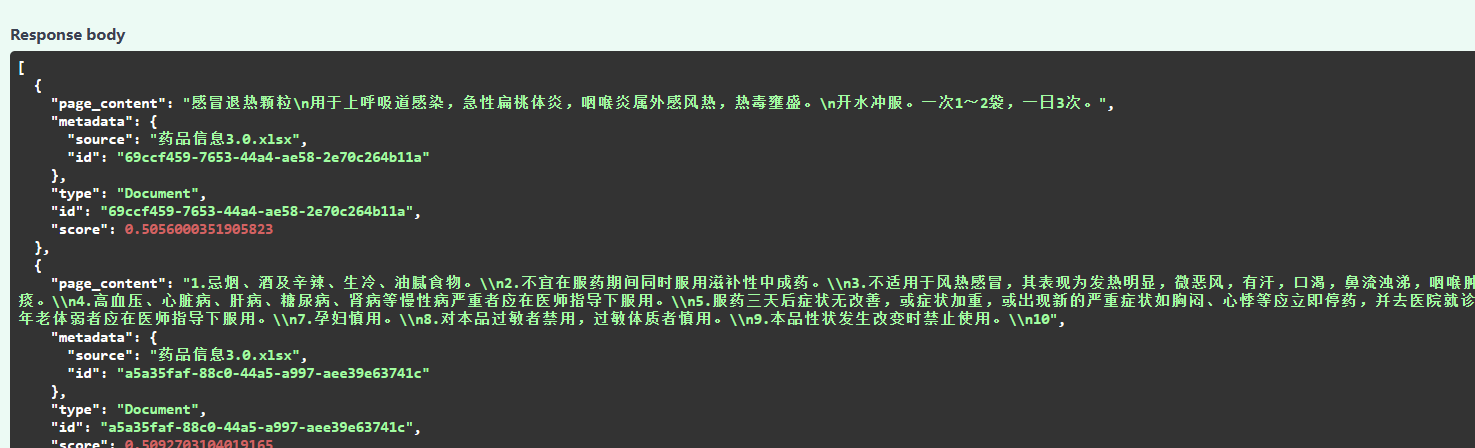 Response body
[
  {
    "page_content": "感冒退热颗粒\n用于上呼吸道感染，急性扁桃体炎，咽喉炎属外感风热，热毒壅盛。\n开水冲服。一次1～2袋，一日3次。",
    "metadata": {
      "source": "药品信息3.0.xlsx",
      "id": "69ccf459-7653-44a4-ae58-2e70c264b11a"
    },
    "type": "Document",
    "id": "69ccf459-7653-44a4-ae58-2e70c264b11a",
    "score": 0.5056000351905823
  },
  {
    "page_content": "1.忌烟、酒及辛辣、生冷、油腻食物。\\n2.不宜在服药期间同时服用滋补性中成药。\\n3.不适用于风热感冒，其表现为发热明显，微恶风，有汗，口渴，鼻流浊涕，咽喉肿
痰。\\n4.高血压、心脏病、肝病、糖尿病、肾病等慢性病严重者应在医师指导下服用。\\n5.服药三天后症状无改善，或症状加重，或出现新的严重症状如胸闷、心悸等应立即停药，并去医院就诊
年老体弱者应在医师指导下服用。\\n7.孕妇慎用。\\n8.对本品过敏者禁用，过敏体质者慎用。\\n9.本品性状发生改变时禁止使用。\\n10",
    "metadata": {
      "source": "药品信息3.0.xlsx",
      "id": "a5a35faf-88c0-44a5-a997-aee39e63741c"
    },
    "type": "Document",
    "id": "a5a35faf-88c0-44a5-a997-aee39e63741c",
    "score": 0.5092703104019165